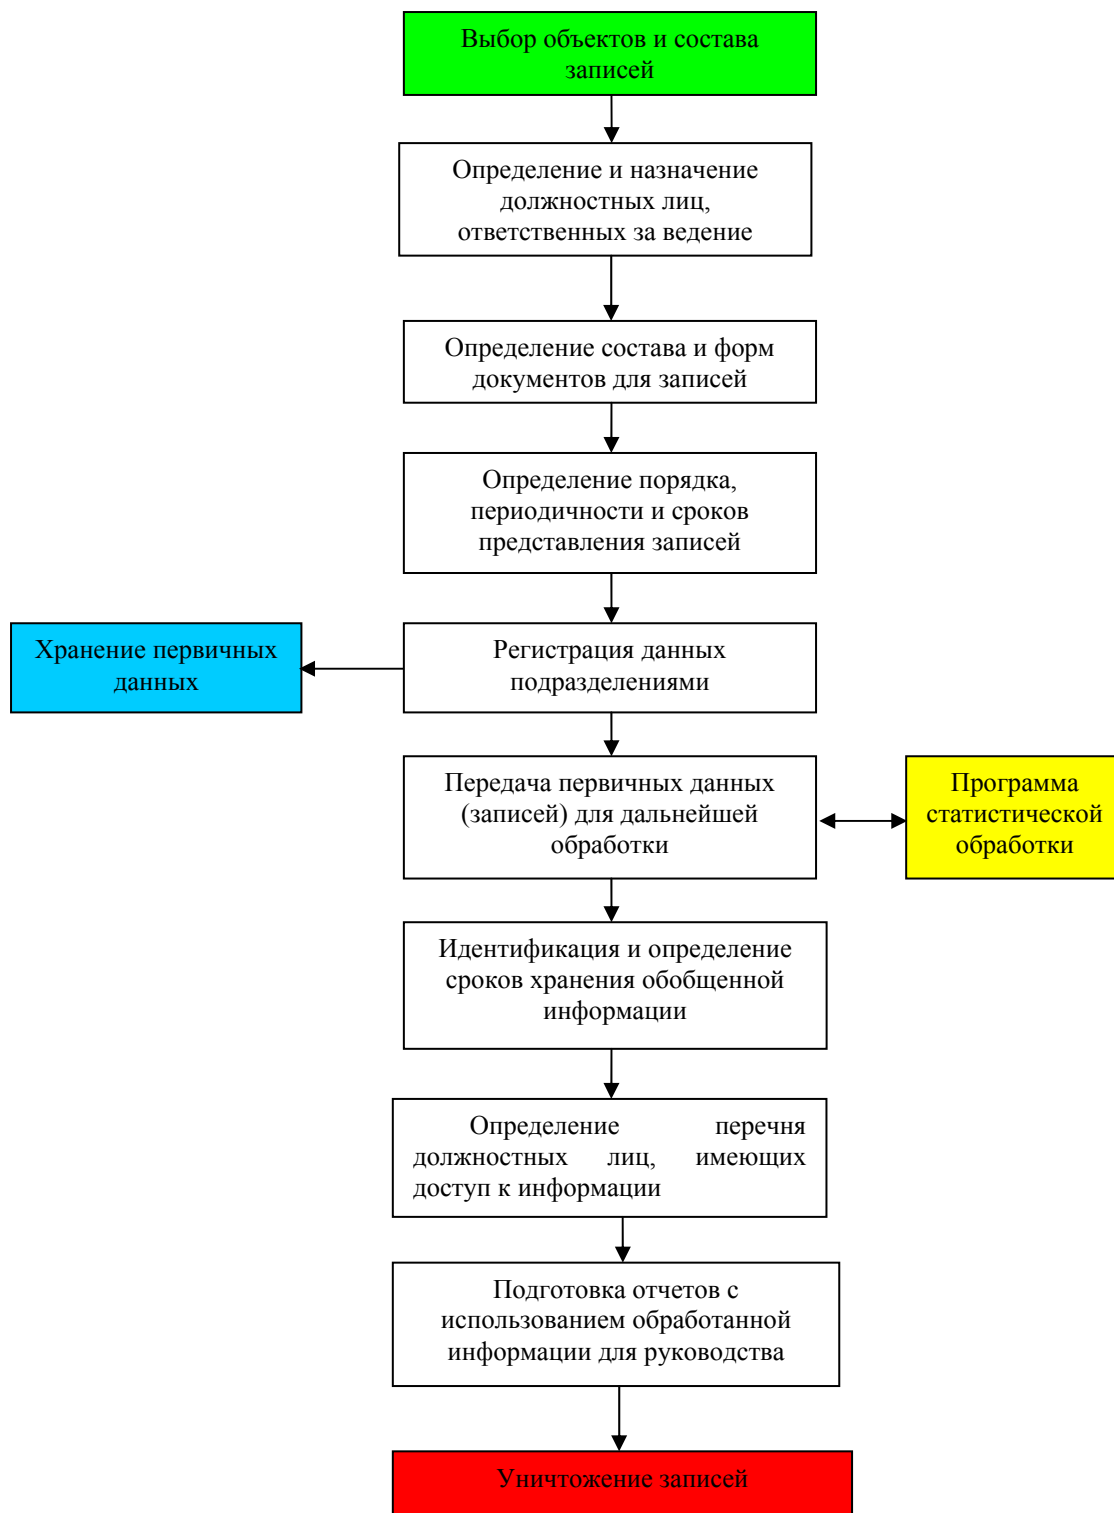 Выбор объектов и состава
записей
Определение и назначение
должностных лиц,
ответственных за ведение
Определение состава и форм
документов для записей
Определение порядка,
периодичности и сроков
представления записей
Хранение первичных
данных
Регистрация данных
подразделениями
Передача первичных данных
(записей) для дальнейшей
обработки
Программа
статистической
обработки
Идентификация и определение
сроков хранения обобщенной
информации
Определение перечня
должностных лиц, имеющих
доступ к информации
Подготовка отчетов с
использованием обработанной
информации для руководства
Уничтожение записей